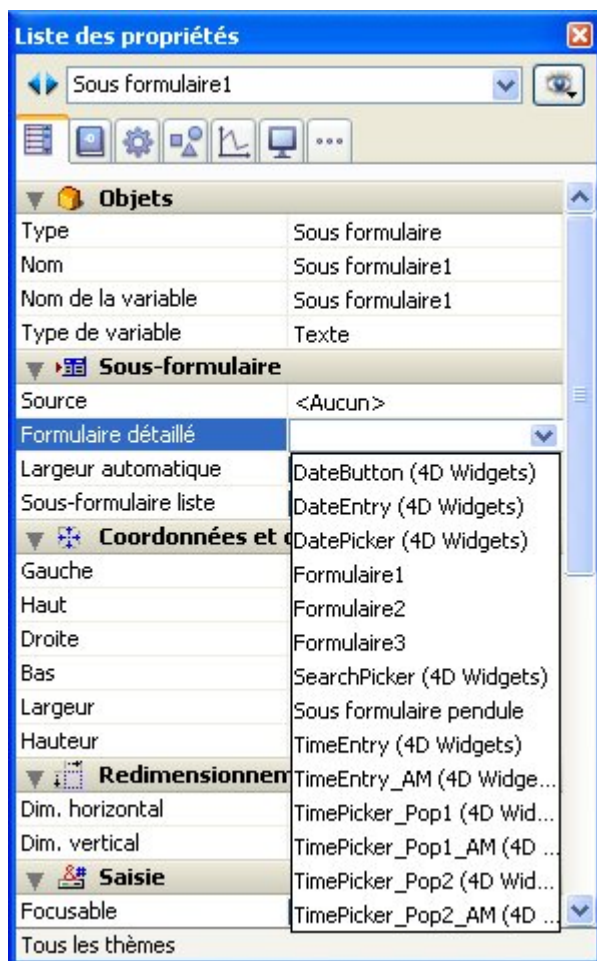 Liste des propriétés
Sous formulaire1
Objets
Type Sous formulaire
Nom Sous formulaire1
Nom de la variable Sous formulaire1
Type de variable Texte
Sous-formulaire
Source <Aucun>
Formulaire détaillé
Largeur automatique DateButton (4D Widgets)
Sous-formulaire liste DateEntry (4D Widgets)
Coordonnées et DatePicker (4D Widgets)
Gauche Formulaire1
Haut Formulaire2
Droite Formulaire3
Bas SearchPicker (4D Widgets)
Largeur Sous formulaire pendule
Hauteur TimeEntry (4D Widgets)
Redimensionnem TimeEntry_AM (4D Widge...
Dim. horizontal TimePicker_Pop1 (4D Wid...
Dim. vertical TimePicker_Pop1_AM (4D ...
Saisie TimePicker_Pop2 (4D Wid...
Focusable TimePicker_Pop2_AM (4D ...
Tous les thèmes